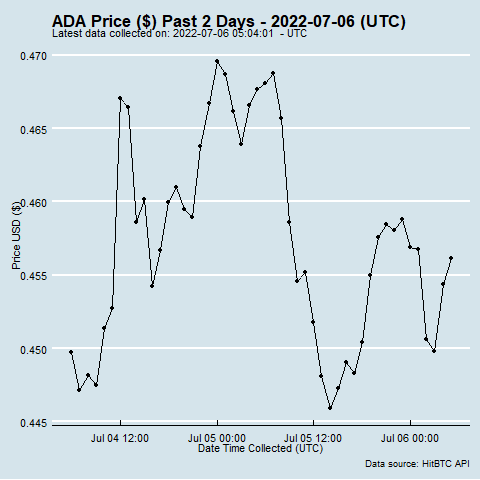 ADA Price ($) Past 2 Days - 2022-07-06 (UTC)
Latest data collected on: 2022-07-06 05:04:01 - UTC
0.470
0.465
0.460
0.455
0.450
0.445
Price USD ($)
Jul 04 12:00
Jul 05 00:00
Jul 05 12:00
Jul 06 00:00
Date Time Collected (UTC)
Data source: HitBTC API